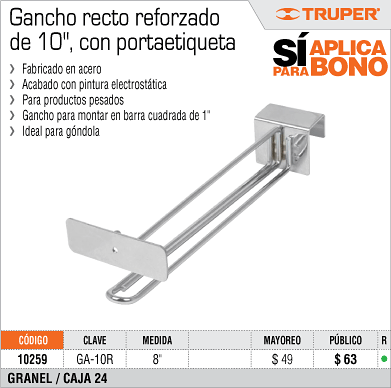 Gancho recto reforzado
de 10", con portaetiqueta
TRUPER®
SÍ APLICA
PARA BONO
› Fabricado en acero
› Acabado con pintura electrostática
› Para productos pesados
› Gancho para montar en barra cuadrada de 1"
› Ideal para góndola
CÓDIGO CLAVE MEDIDA MAYOREO PÚBLICO R
10259 GA-10R 8" $ 49 $ 63 ●
GRANEL / CAJA 24